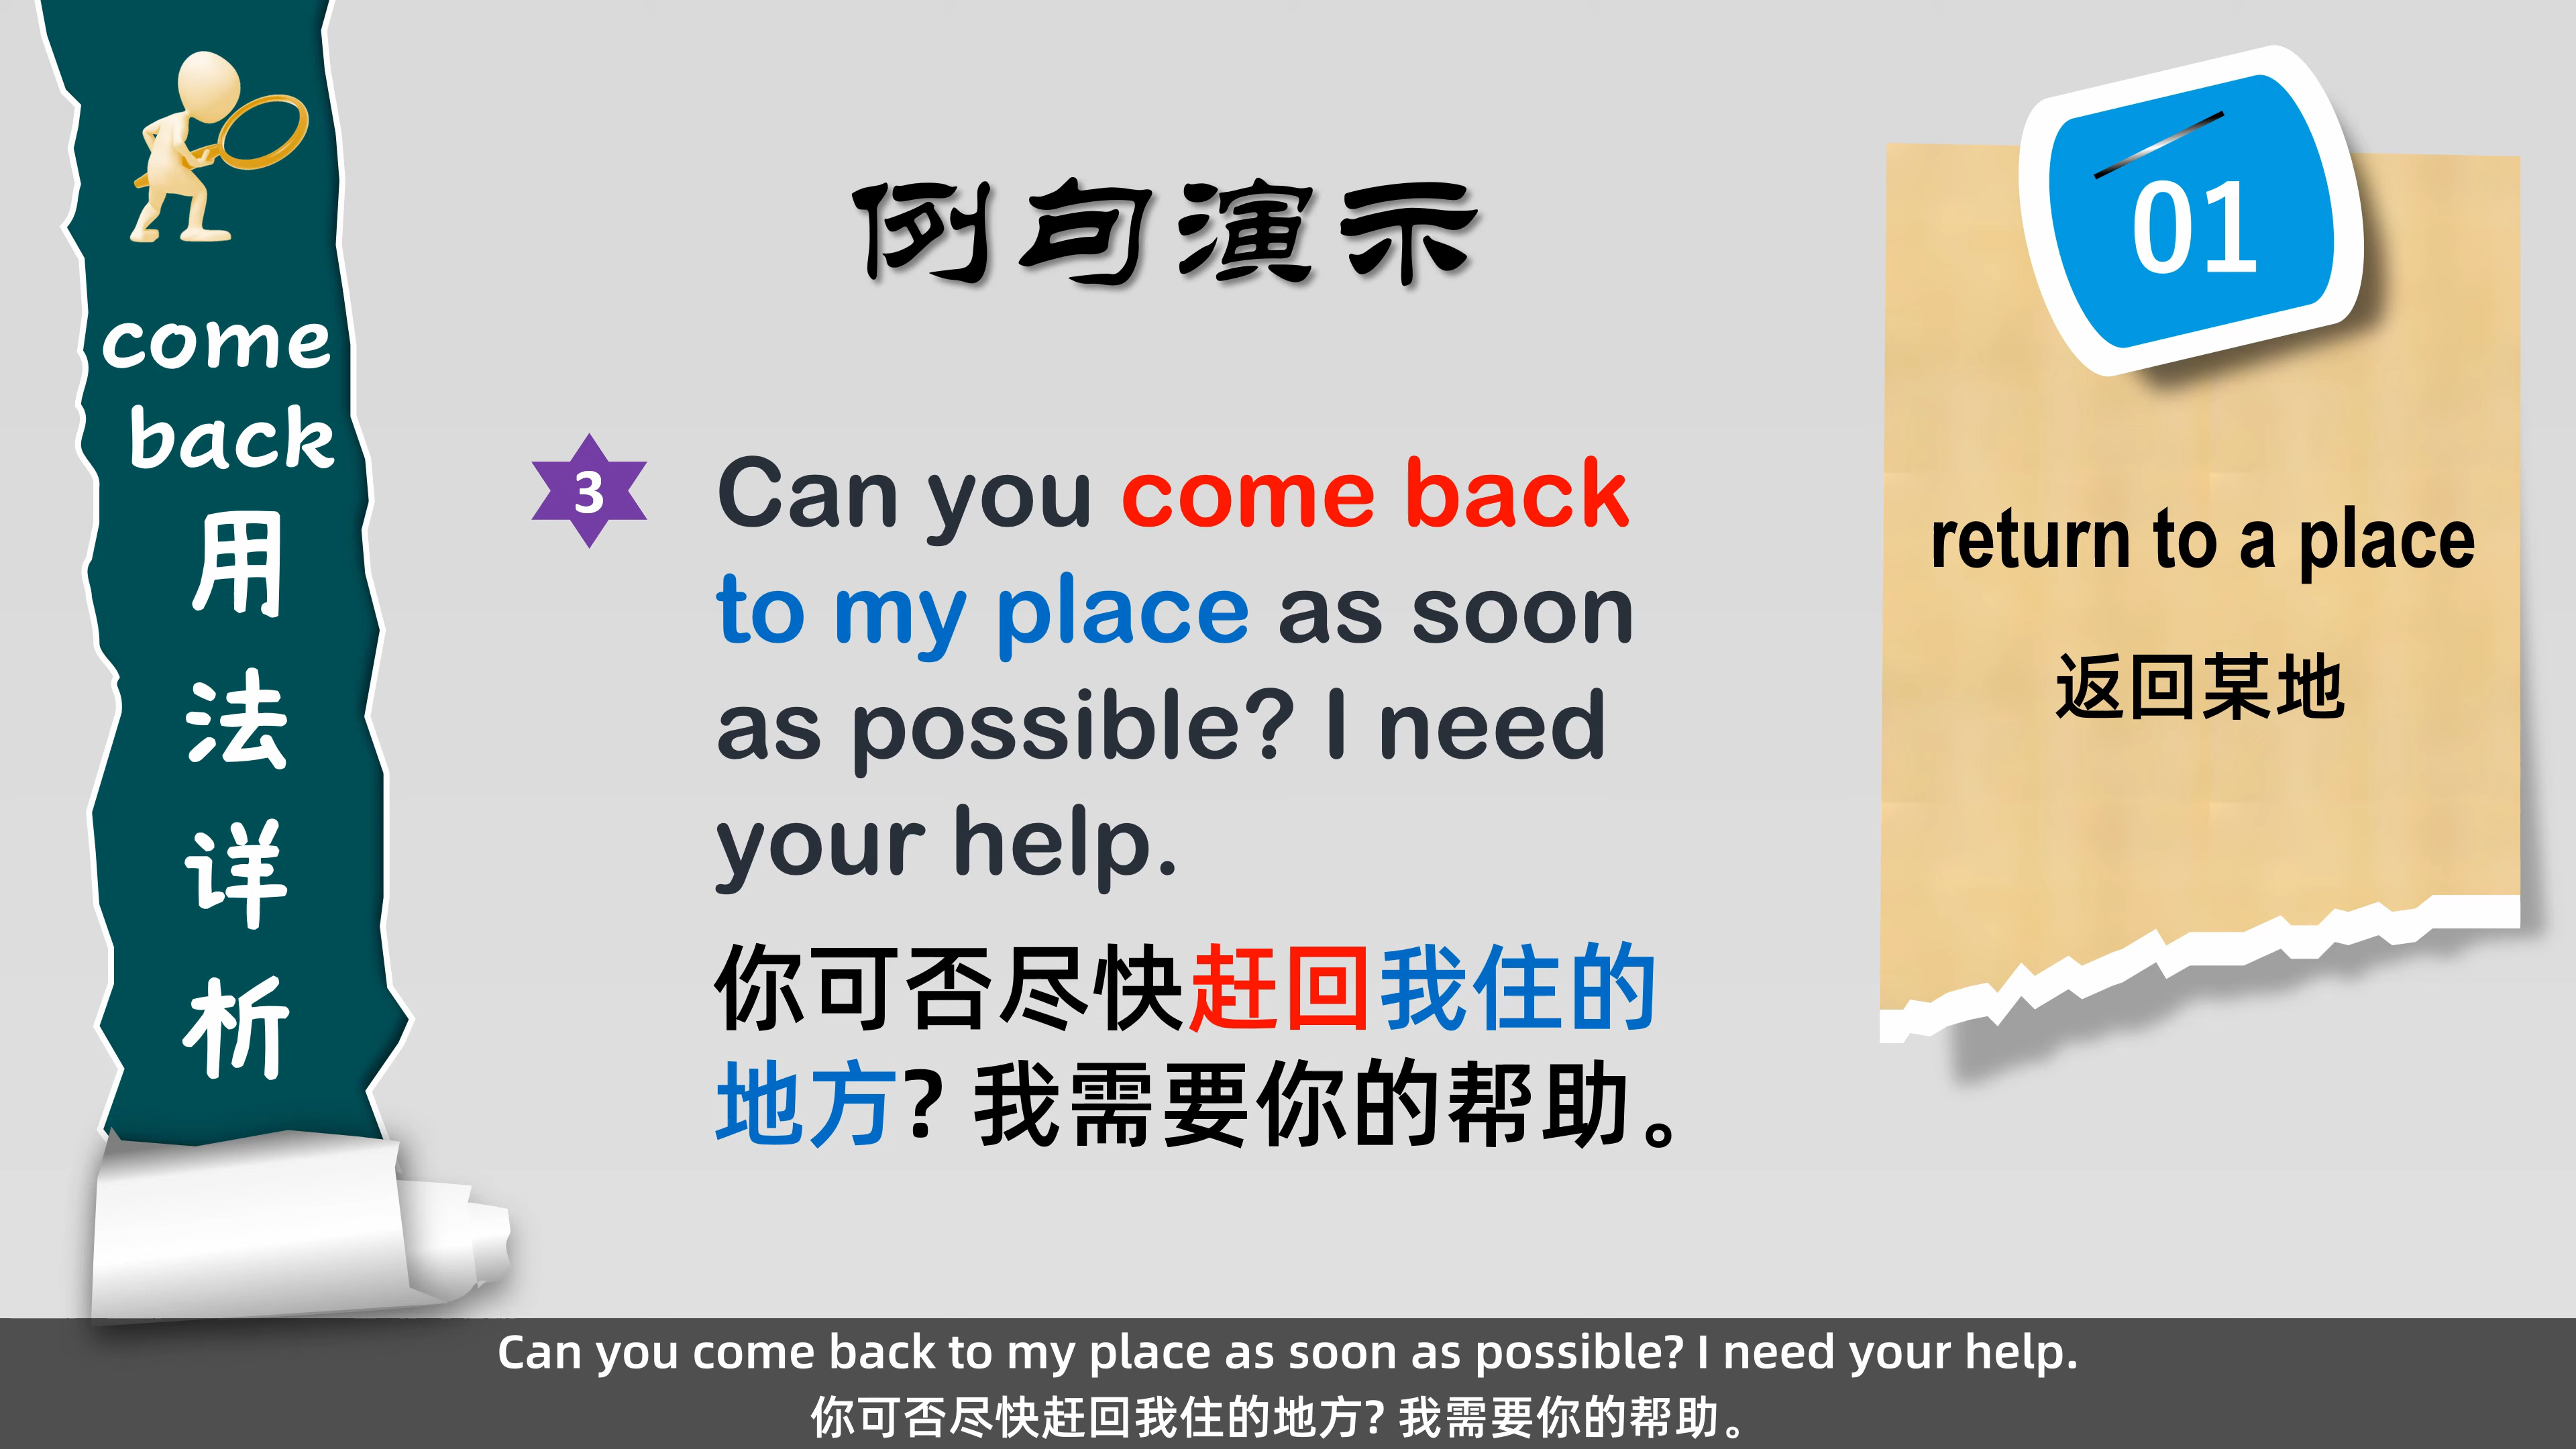 come
back
用
法
详
析
例句演示
3
Can you come back
to my place as soon
as possible? I need
your help.
你可否尽快赶回我住的
地方? 我需要你的帮助。
01
return to a place
返回某地
Can you come back to my place as soon as possible? I need your help.
你可否尽快赶回我住的地方? 我需要你的帮助。